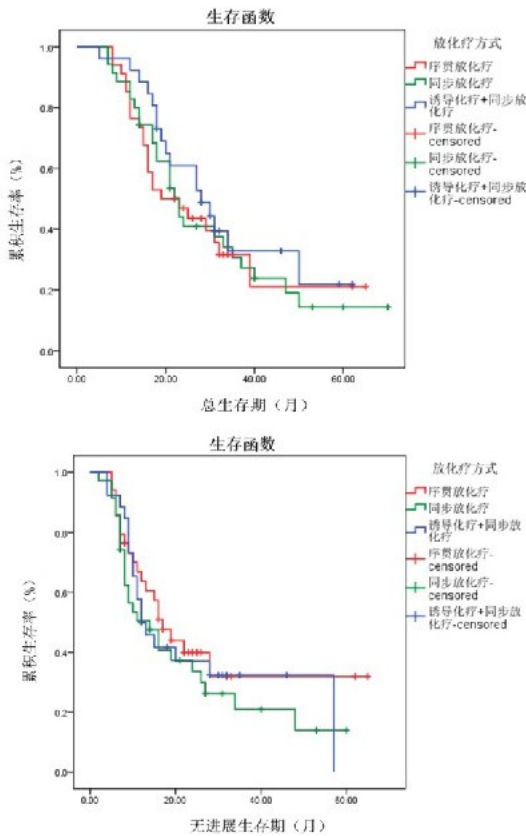 生存函数
放化疗方式
序贯放化疗
同步放化疗
诱导化疗+同步放
化疗
序贯放化疗-
censored
同步放化疗-
censored
诱导化疗+同步放
化疗-censored
累积生存率（%）
1.0
0.8
0.6
0.4
0.2
0.0
0.00
20.00
40.00
60.00
总生存期（月）
生存函数
放化疗方式
序贯放化疗
同步放化疗
诱导化疗+同步放
化疗
序贯放化疗-
censored
同步放化疗-
censored
诱导化疗+同步放
化疗-censored
累积生存率（%）
1.0
0.8
0.6
0.4
0.2
0.0
0.00
20.00
40.00
60.00
无进展生存期（月）